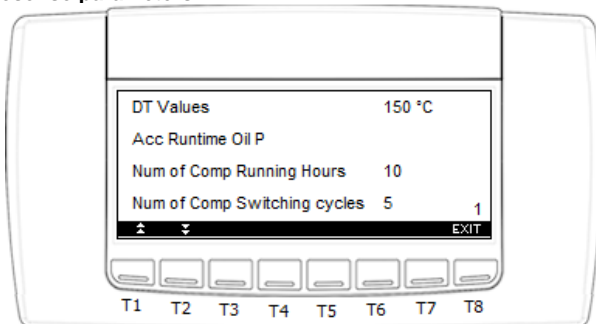 DT Values 150 °C
Acc Runtime Oil P
Num of Comp Running Hours 10
Num of Comp Switching cycles 5 1
EXIT
T1 T2 T3 T4 T5 T6 T7 T8